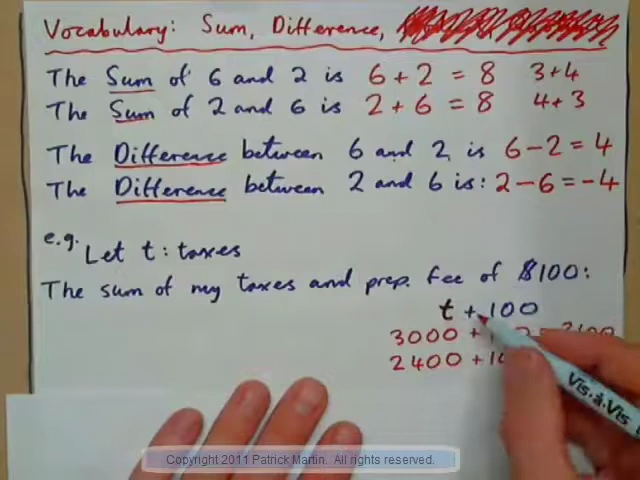 Vocabulary: Sum, Difference,
The Sum of 6 and 2 is 6 + 2 = 8 3+4
The Sum of 2 and 6 is 2 + 6 = 8 4+3
The Difference between 6 and 2 is 6 - 2 = 4
The Difference between 2 and 6 is: 2 - 6 = -4
e.g. Let t: taxes
The sum of my taxes and prep. fee of $100:
t + 100
3000 +
2400 + 10
Vis-à-Vis
Copyright 2011 Patrick Martin. All rights reserved.